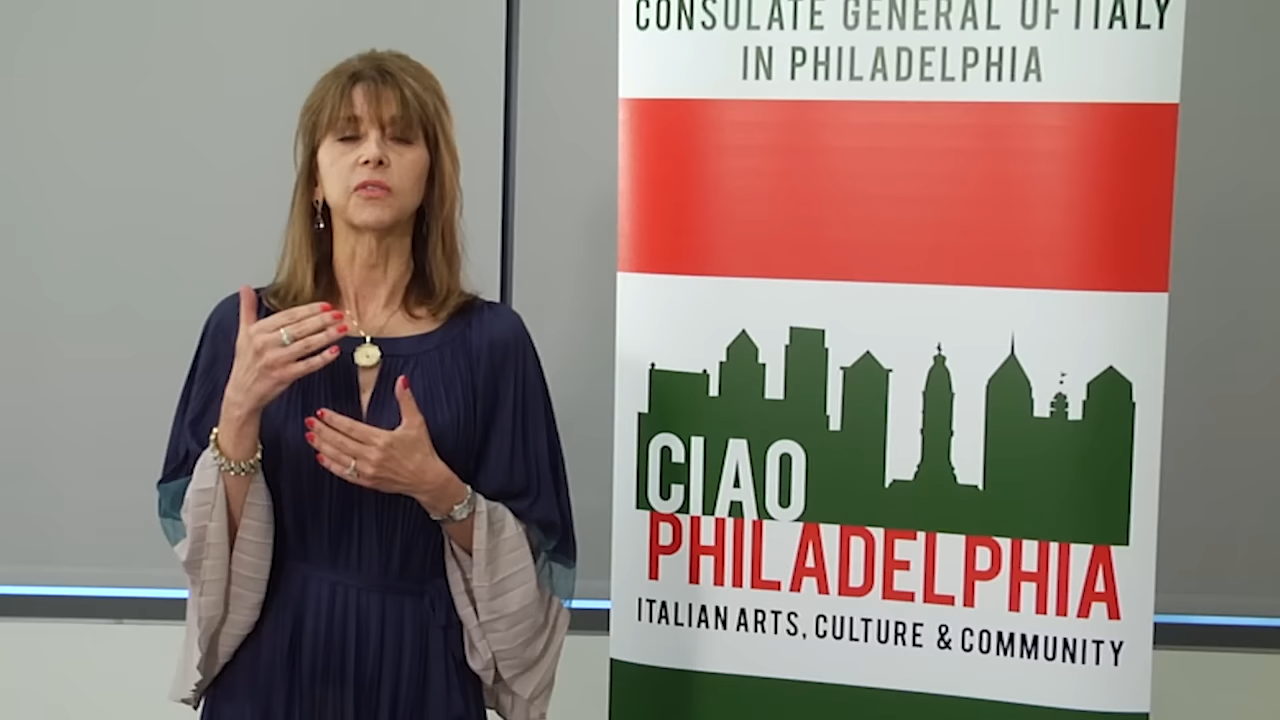 CONSULATE GENERAL OF ITALY
IN PHILADELPHIA
CIAO
PHILADELPHIA
ITALIAN ARTS, CULTURE & COMMUNITY